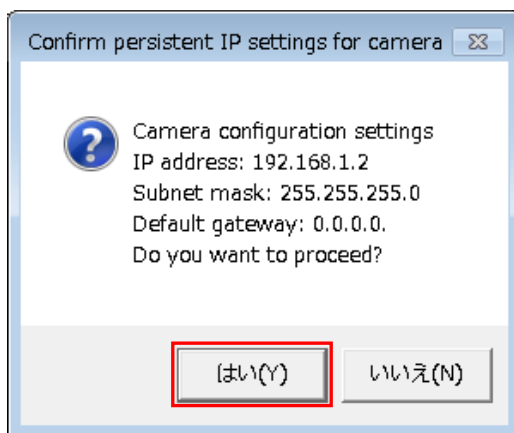 Confirm persistent IP settings for camera
Camera configuration settings
IP address: 192.168.1.2
Subnet mask: 255.255.255.0
Default gateway: 0.0.0.0.
Do you want to proceed?
はい(Y) いいえ(N)